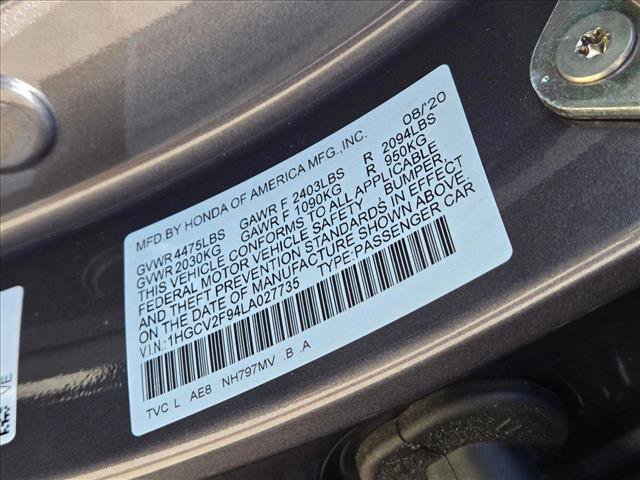 MFD.BY HONDA OF AMERICA MFG.,INC. 08/'20
GVWR 4475LBS GAWR F 2403LBS R 2094LBS
GVWR 2030KG GAWR F 1090KG R 950KG
THIS VEHICLE CONFORMS TO ALL APPLICABLE
FEDERAL MOTOR VEHICLE SAFETY BUMPER,
AND THEFT PREVENTION STANDARDS IN EFFECT
ON THE DATE OF MANUFACTURE SHOWN ABOVE.
V.I.N.: 1HGCV2F94LA027735 TYPE:PASSENGER CAR
TVC L AE8 NH797MV .B .A
VE